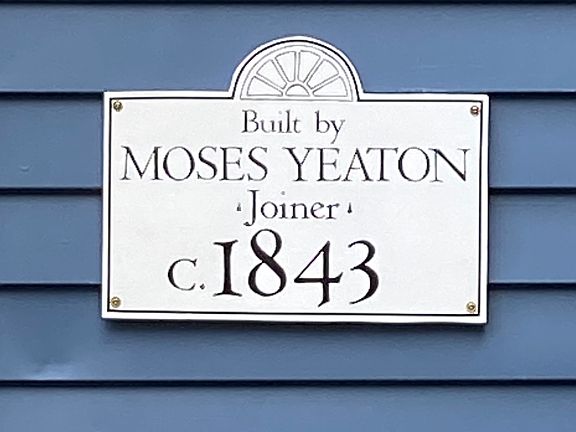 Built by
MOSES YEATON
Joiner
c.1843